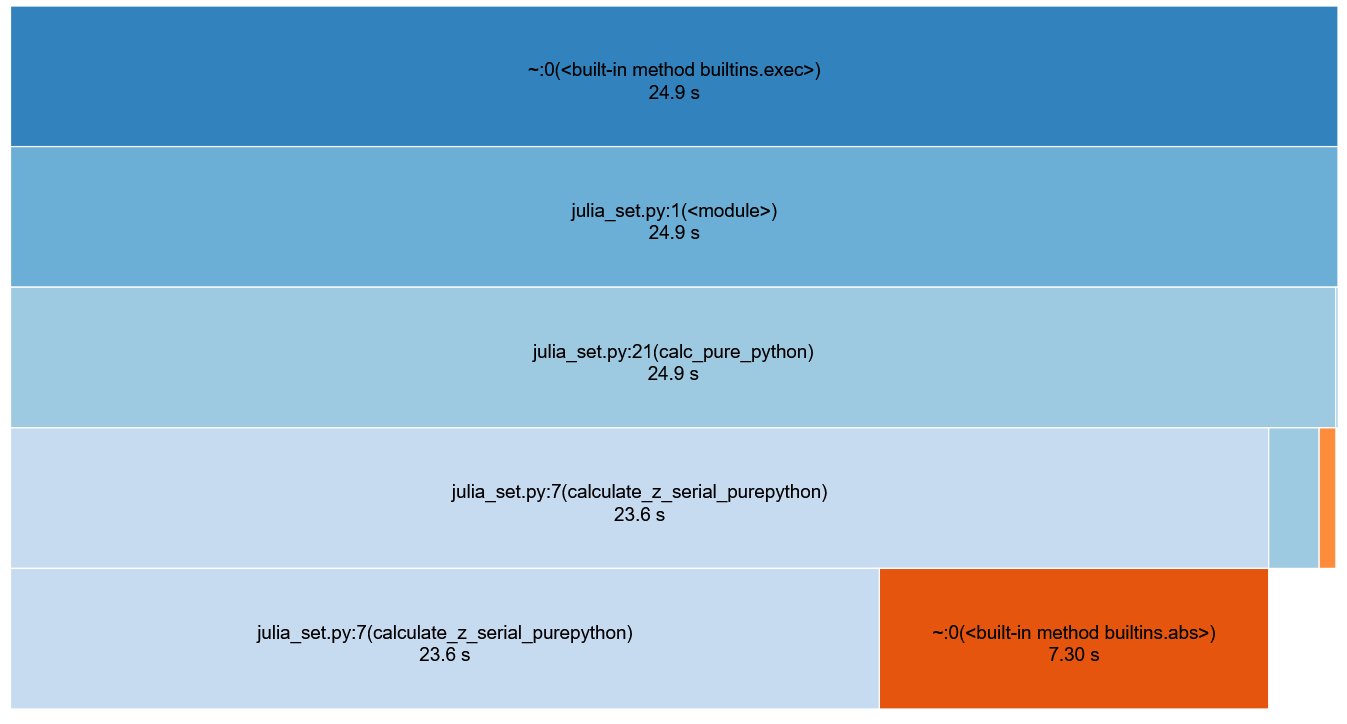 ~:0(<built-in method builtins.exec>)
24.9 s
julia_set.py:1(<module>)
24.9 s
julia_set.py:21(calc_pure_python)
24.9 s
julia_set.py:7(calculate_z_serial_purepython)
23.6 s
julia_set.py:7(calculate_z_serial_purepython)
23.6 s
~:0(<built-in method builtins.abs>)
7.30 s